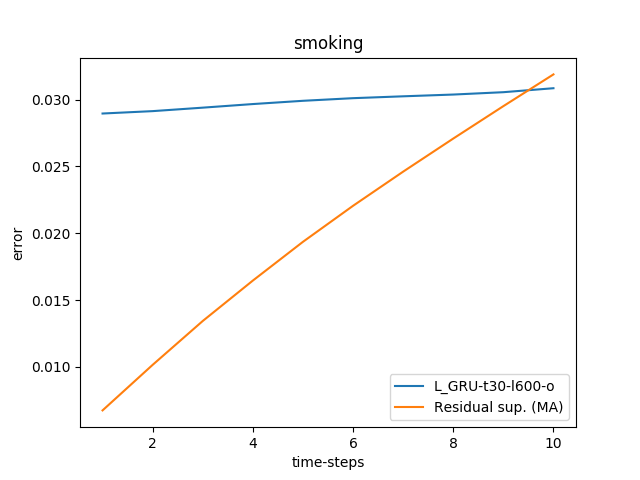 smoking
error
0.030
0.025
0.020
0.015
0.010
L_GRU-t30-l600-o
Residual sup. (MA)
2 4 6 8 10
time-steps